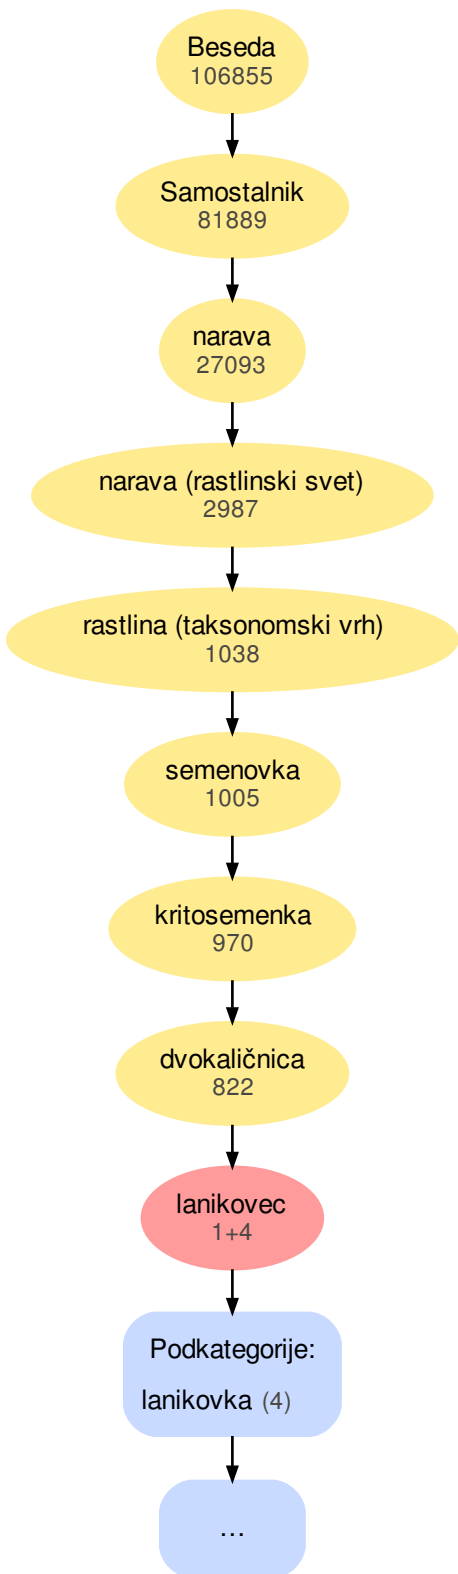 Beseda
106855
Samostalnik
81889
narava
27093
narava (rastlinski svet)
2987
rastlina (taksonomski vrh)
1038
semenovka
1005
kritosemenka
970
dvokaličnica
822
lanikovec
1+4
Podkategorije:
lanikovka (4)
...